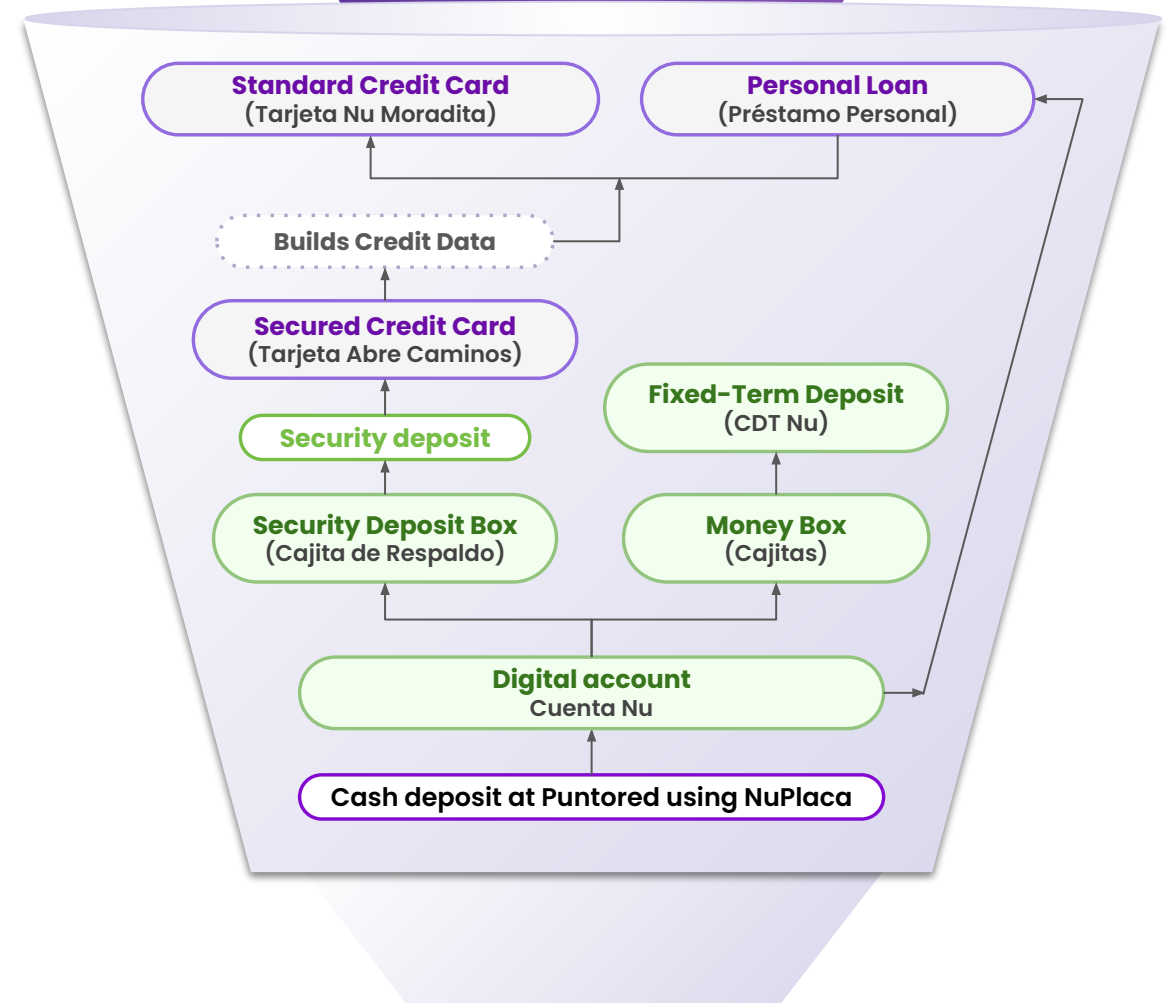 Standard Credit Card
(Tarjeta Nu Moradita)
Personal Loan
(Préstamo Personal)
Builds Credit Data
Secured Credit Card
(Tarjeta Abre Caminos)
Fixed-Term Deposit
(CDT Nu)
Security deposit
Security Deposit Box
(Cajita de Respaldo)
Money Box
(Cajitas)
Digital account
Cuenta Nu
Cash deposit at Puntored using NuPlaca